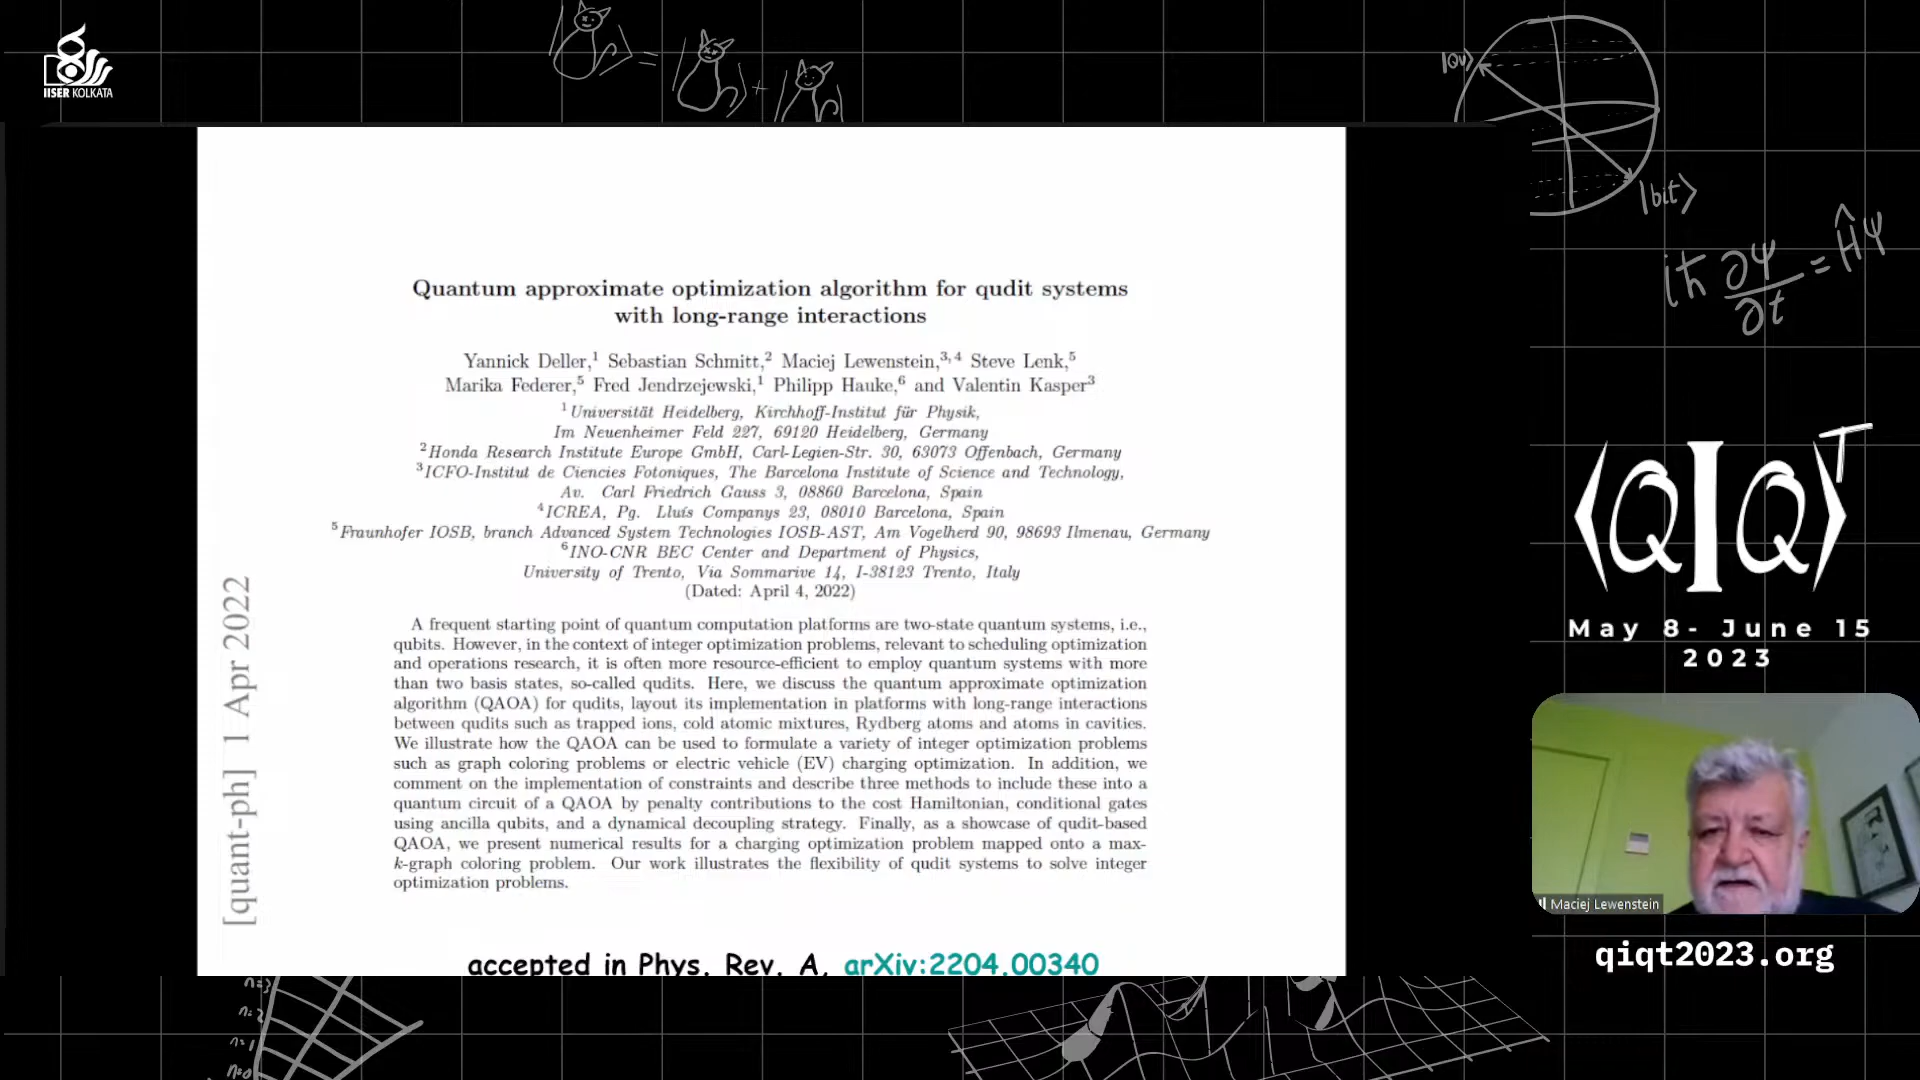 IISER KOLKATA
|0v⟩
|bit⟩
iħ ∂ψ/∂t = Ĥψ
Quantum approximate optimization algorithm for qudit systems
with long-range interactions
Yannick Deller,¹ Sebastian Schmitt,² Maciej Lewenstein,³,⁴ Steve Lenk,⁵
Marika Federer,⁵ Fred Jendrzejewski,¹ Philipp Hauke,⁶ and Valentin Kasper³
¹Universität Heidelberg, Kirchhoff-Institut für Physik,
Im Neuenheimer Feld 227, 69120 Heidelberg, Germany
²Honda Research Institute Europe GmbH, Carl-Legien-Str. 30, 63073 Offenbach, Germany
³ICFO-Institut de Ciencies Fotoniques, The Barcelona Institute of Science and Technology,
Av. Carl Friedrich Gauss 3, 08860 Barcelona, Spain
⁴ICREA, Pg. Lluís Companys 23, 08010 Barcelona, Spain
⁵Fraunhofer IOSB, branch Advanced System Technologies IOSB-AST, Am Vogelherd 90, 98693 Ilmenau, Germany
⁶INO-CNR BEC Center and Department of Physics,
University of Trento, Via Sommarive 14, I-38123 Trento, Italy
(Dated: April 4, 2022)
A frequent starting point of quantum computation platforms are two-state quantum systems, i.e.,
qubits. However, in the context of integer optimization problems, relevant to scheduling optimization
and operations research, it is often more resource-efficient to employ quantum systems with more
than two basis states, so-called qudits. Here, we discuss the quantum approximate optimization
algorithm (QAOA) for qudits, layout its implementation in platforms with long-range interactions
between qudits such as trapped ions, cold atomic mixtures, Rydberg atoms and atoms in cavities.
We illustrate how the QAOA can be used to formulate a variety of integer optimization problems
such as graph coloring problems or electric vehicle (EV) charging optimization. In addition, we
comment on the implementation of constraints and describe three methods to include these into a
quantum circuit of a QAOA by penalty contributions to the cost Hamiltonian, conditional gates
using ancilla qubits, and a dynamical decoupling strategy. Finally, as a showcase of qudit-based
QAOA, we present numerical results for a charging optimization problem mapped onto a max-
k-graph coloring problem. Our work illustrates the flexibility of qudit systems to solve integer
optimization problems.
[quant-ph] 1 Apr 2022
accepted in Phys. Rev. A, arXiv:2204.00340
⟨QIQ⟩T
May 8- June 15
2023
Maciej Lewenstein
qiqt2023.org
n=3
n=2
n=1
n=0